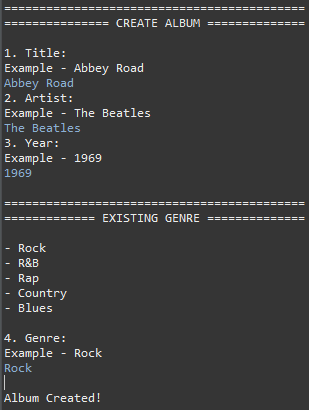 ===========================================
=============== CREATE ALBUM ==============
1. Title:
Example - Abbey Road
Abbey Road
2. Artist:
Example - The Beatles
The Beatles
3. Year:
Example - 1969
1969
===========================================
============= EXISTING GENRE ==============
- Rock
- R&B
- Rap
- Country
- Blues
4. Genre:
Example - Rock
Rock
Album Created!